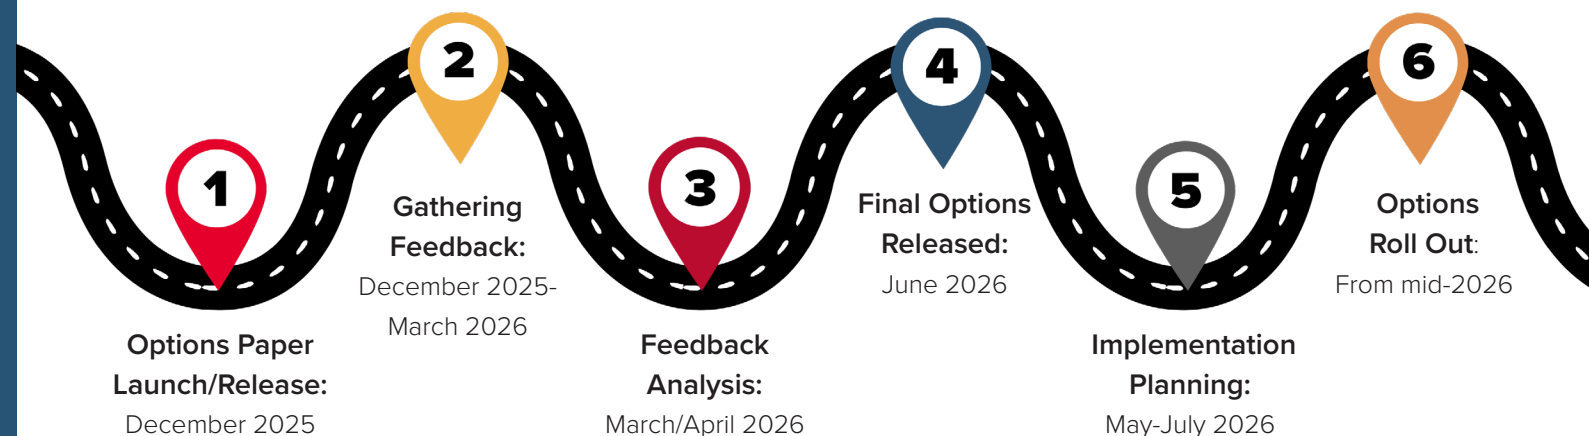 1
Options Paper
Launch/Release:
December 2025
2
Gathering
Feedback:
December 2025-
March 2026
3
Feedback
Analysis:
March/April 2026
4
Final Options
Released:
June 2026
5
Implementation
Planning:
May-July 2026
6
Options
Roll Out:
From mid-2026